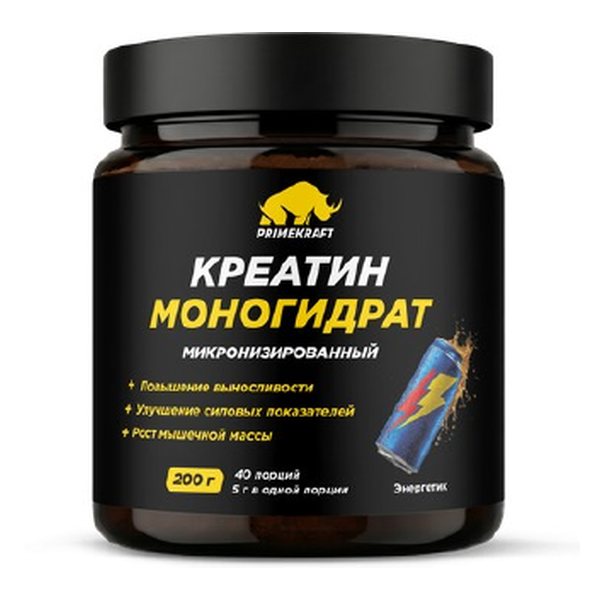 PRIMEKRAFT
КРЕАТИН
МОНОГИДРАТ
МИКРОНИЗИРОВАННЫЙ
+ Повышение выносливости
+ Улучшение силовых показателей
+ Рост мышечной массы
200 г
40 порций
5 г в одной порции
Энергетик